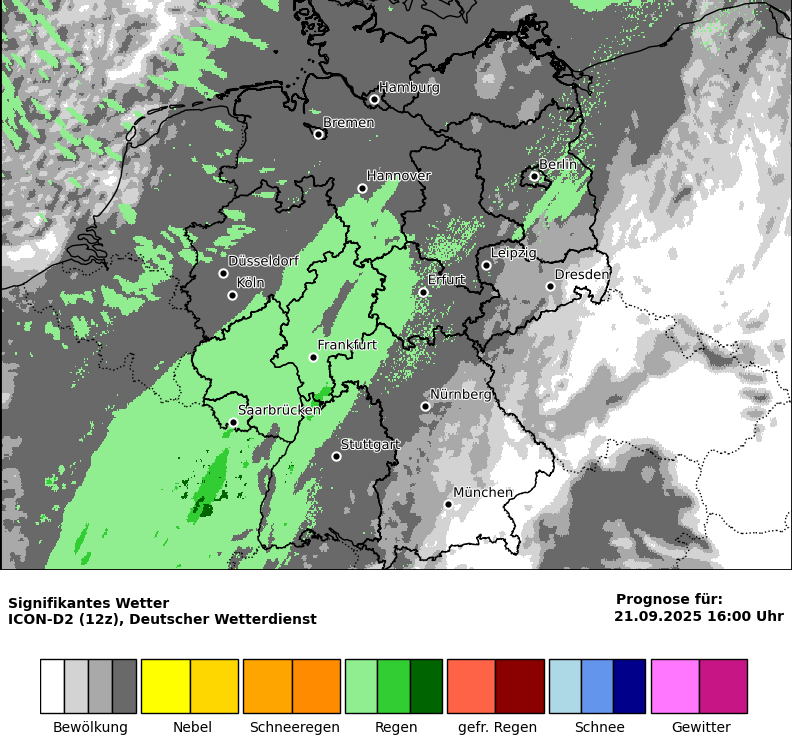 Hamburg
Bremen
Berlin
Hannover
Leipzig
Düsseldorf
Dresden
Köln
Erfurt
Frankfurt
Nürnberg
Saarbrücken
Stuttgart
München
Signifikantes Wetter
ICON-D2 (12z), Deutscher Wetterdienst
Prognose für:
21.09.2025 16:00 Uhr
Bewölkung Nebel Schneeregen Regen gefr. Regen Schnee Gewitter